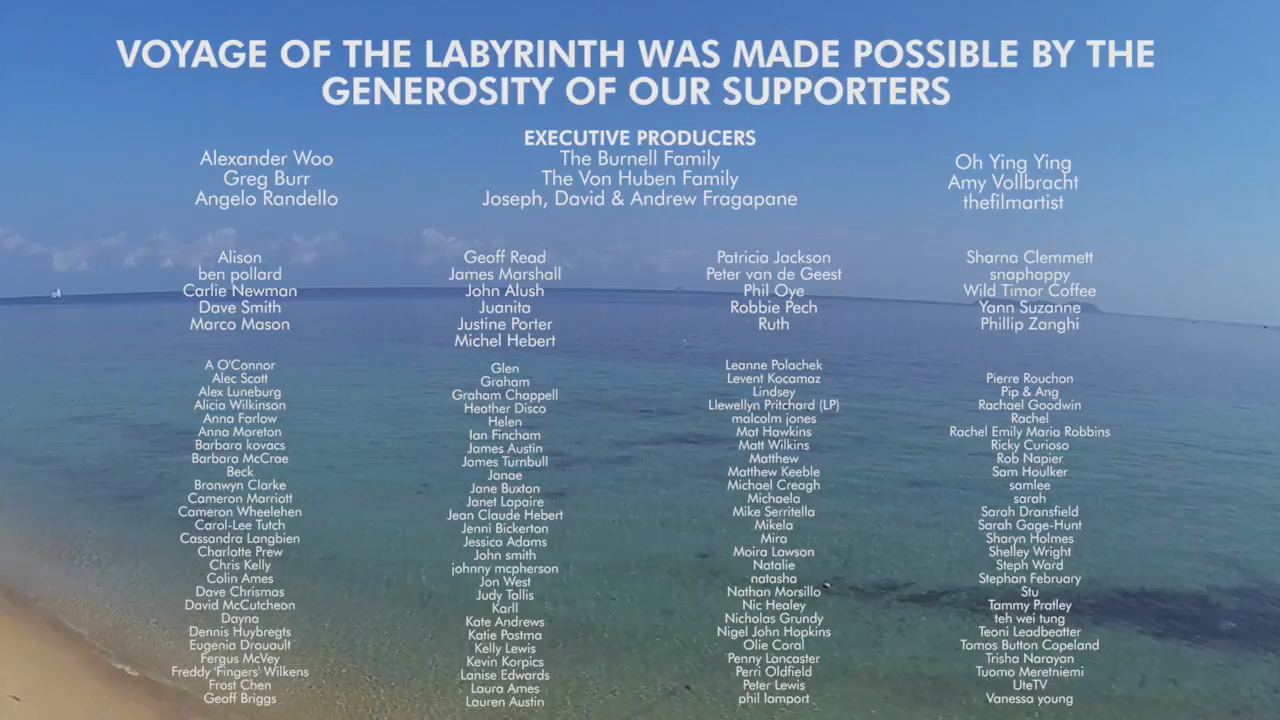 VOYAGE OF THE LABYRINTH WAS MADE POSSIBLE BY THE
GENEROSITY OF OUR SUPPORTERS
EXECUTIVE PRODUCERS
Alexander Woo
Greg Burr
Angelo Randello
The Burnell Family
The Von Huben Family
Joseph, David & Andrew Fragapane
Oh Ying Ying
Amy Vollbracht
thefilmartist
Alison
ben pollard
Carlie Newman
Dave Smith
Marco Mason
Geoff Read
James Marshall
John Alush
Juanita
Justine Porter
Michel Hebert
Patricia Jackson
Peter van de Geest
Phil Oye
Robbie Pech
Ruth
Sharna Clemmett
snaphappy
Wild Timor Coffee
Yann Suzanne
Phillip Zanghi
A O'Connor
Alec Scott
Alex Luneburg
Alicia Wilkinson
Anna Farlow
Anna Moreton
Barbara kovacs
Barbara McCrae
Beck
Bronwyn Clarke
Cameron Marriott
Cameron Wheelehen
Carol-Lee Tutch
Cassandra Langbien
Charlotte Prew
Chris Kelly
Colin Ames
Dave Chrismas
David McCutcheon
Dayna
Dennis Huybregts
Eugenia Drouault
Fergus McVey
Freddy 'Fingers' Wilkens
Frost Chen
Geoff Briggs
Glen
Graham
Graham Chappell
Heather Disco
Helen
Ian Fincham
James Austin
James Turnbull
Janae
Jane Buxton
Janet Lapaire
Jean Claude Hebert
Jenni Bickerton
Jessica Adams
John smith
johnny mcpherson
Jon West
Judy Tallis
Karll
Kate Andrews
Katie Postma
Kelly Lewis
Kevin Korpics
Lanise Edwards
Laura Ames
Lauren Austin
Leanne Polachek
Levent Kocamaz
Lindsey
Llewellyn Pritchard (LP)
malcolm jones
Mat Hawkins
Matt Wilkins
Matthew
Matthew Keeble
Michael Creagh
Michaela
Mike Serritella
Mikela
Mira
Moira Lawson
Natalie
natasha
Nathan Morsillo
Nic Healey
Nicholas Grundy
Nigel John Hopkins
Olie Coral
Penny Lancaster
Perri Oldfield
Peter Lewis
phil lamport
Pierre Rouchon
Pip & Ang
Rachael Goodwin
Rachel
Rachel Emily Maria Robbins
Ricky Curioso
Rob Napier
Sam Houlker
samlee
sarah
Sarah Dransfield
Sarah Gage-Hunt
Sharyn Holmes
Shelley Wright
Steph Ward
Stephan February
Stu
Tammy Pratley
teh wei tung
Teoni Leadbeatter
Tomos Button Copeland
Trisha Narayan
Tuomo Meretniemi
UteTV
Vanessa young